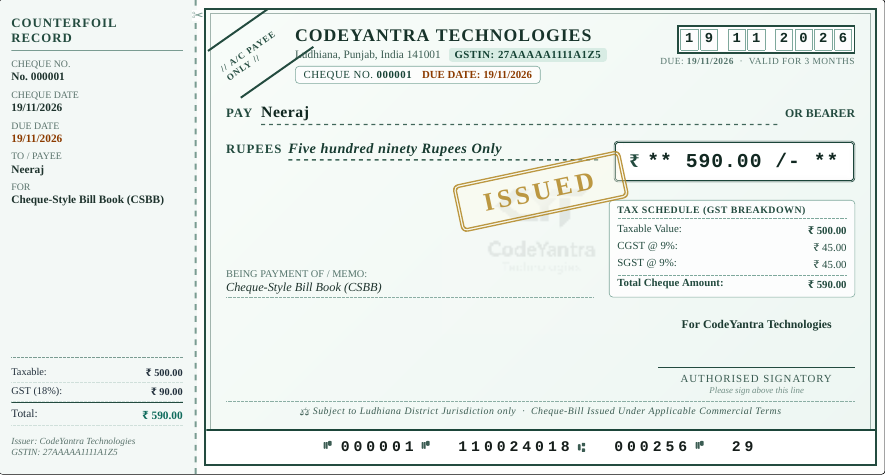 COUNTERFOIL
RECORD
CHEQUE NO.
No. 000001
CHEQUE DATE
19/11/2026
DUE DATE
19/11/2026
TO / PAYEE
Neeraj
FOR
Cheque-Style Bill Book (CSBB)
Taxable: ₹ 500.00
GST (18%): ₹ 90.00
Total: ₹ 590.00
Issuer: CodeYantra Technologies
GSTIN: 27AAAAA1111A1Z5
// A/C PAYEE
ONLY //
CODEYANTRA TECHNOLOGIES
Ludhiana, Punjab, India 141001 GSTIN: 27AAAAA1111A1Z5
CHEQUE NO. 000001 DUE DATE: 19/11/2026
1 9 1 1 2 0 2 6
DUE: 19/11/2026 · VALID FOR 3 MONTHS
PAY Neeraj OR BEARER
RUPEES Five hundred ninety Rupees Only
₹ ** 590.00 /- **
ISSUED
CodeYantra
Technologies
TAX SCHEDULE (GST BREAKDOWN)
Taxable Value: ₹ 500.00
CGST @ 9%: ₹ 45.00
SGST @ 9%: ₹ 45.00
Total Cheque Amount: ₹ 590.00
BEING PAYMENT OF / MEMO:
Cheque-Style Bill Book (CSBB)
For CodeYantra Technologies
AUTHORISED SIGNATORY
Please sign above this line
⚖ Subject to Ludhiana District Jurisdiction only · Cheque-Bill Issued Under Applicable Commercial Terms
⑈000001⑈ 110024018⑆ 000256⑈ 29